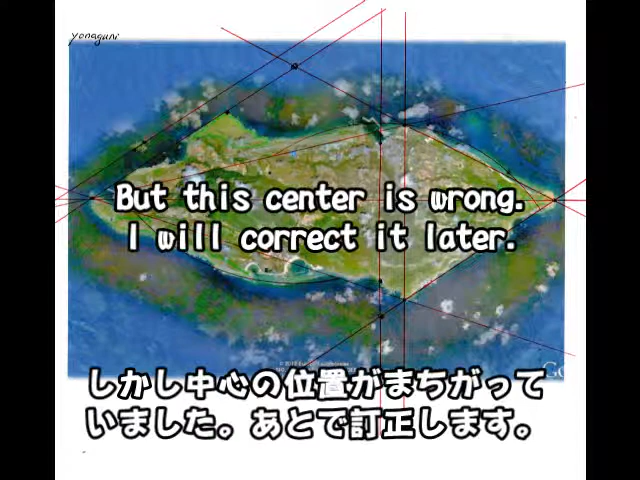 yonaguni
But this center is wrong.
I will correct it later.
しかし中心の位置がまちがって
いました。あとで訂正します。